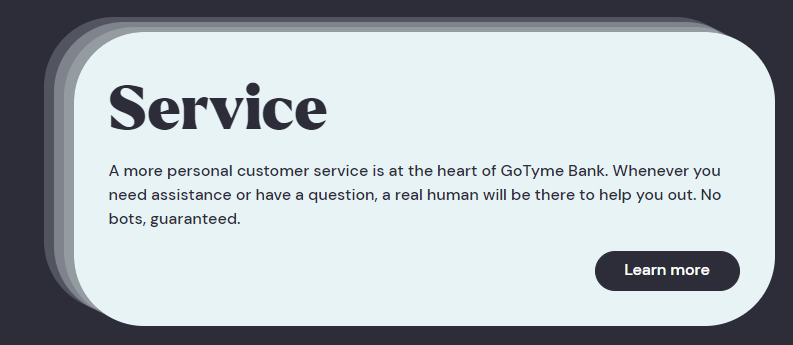 Service
A more personal customer service is at the heart of GoTyme Bank. Whenever you
need assistance or have a question, a real human will be there to help you out. No
bots, guaranteed.
Learn more